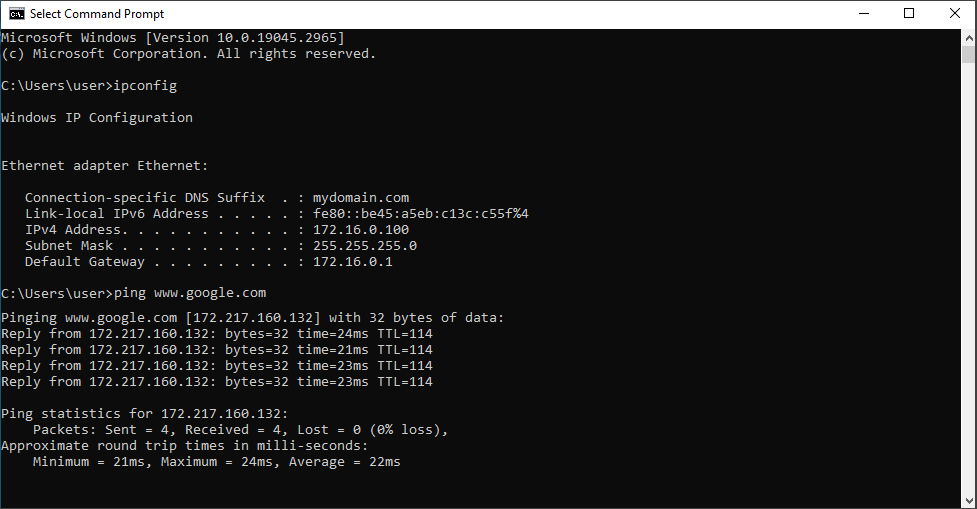 Select Command Prompt
Microsoft Windows [Version 10.0.19045.2965]
(c) Microsoft Corporation. All rights reserved.
C:\Users\user>ipconfig
Windows IP Configuration
Ethernet adapter Ethernet:
Connection-specific DNS Suffix  . : mydomain.com
Link-local IPv6 Address . . . . . : fe80::be45:a5eb:c13c:c55f%4
IPv4 Address. . . . . . . . . . . : 172.16.0.100
Subnet Mask . . . . . . . . . . . : 255.255.255.0
Default Gateway . . . . . . . . . : 172.16.0.1
C:\Users\user>ping www.google.com
Pinging www.google.com [172.217.160.132] with 32 bytes of data:
Reply from 172.217.160.132: bytes=32 time=24ms TTL=114
Reply from 172.217.160.132: bytes=32 time=21ms TTL=114
Reply from 172.217.160.132: bytes=32 time=23ms TTL=114
Reply from 172.217.160.132: bytes=32 time=23ms TTL=114
Ping statistics for 172.217.160.132:
Packets: Sent = 4, Received = 4, Lost = 0 (0% loss),
Approximate round trip times in milli-seconds:
Minimum = 21ms, Maximum = 24ms, Average = 22ms